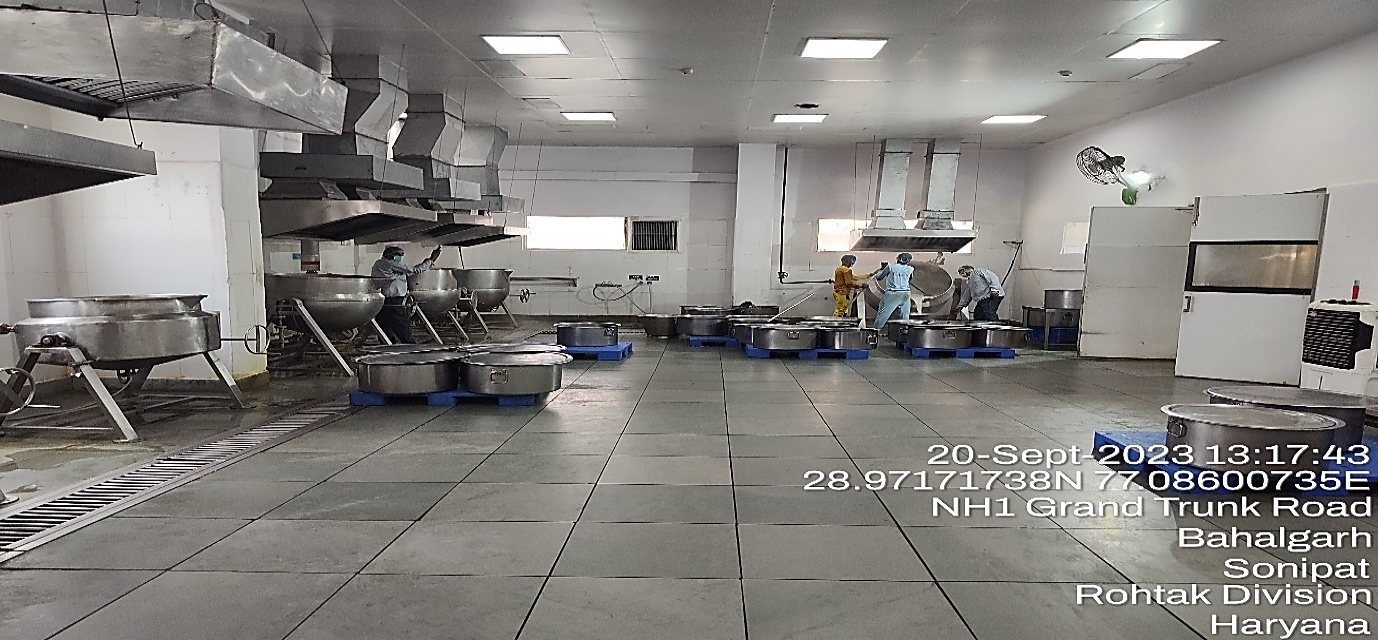 20-Sept-2023 13:17:43
28.97171738N 77.08600735E
NH1 Grand Trunk Road
Bahalgarh
Sonipat
Rohtak Division
Haryana